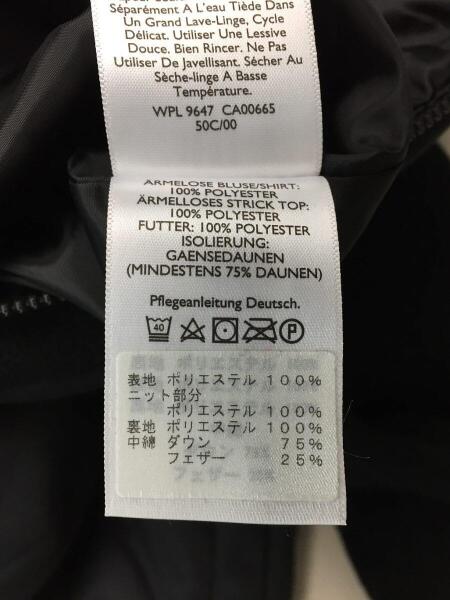 Séparément A L'eau Tiède Dans
Un Grand Lave-Linge, Cycle
Délicat. Utiliser Une Lessive
Douce. Bien Rincer. Ne Pas
Utiliser De Javellisant. Sécher Au
Sèche-linge A Basse
Température.
WPL 9647 CA00665
50C/00
ÄRMELOSE BLUSE/SHIRT:
100% POLYESTER
ÄRMELLOSES STRICK TOP:
100% POLYESTER
FUTTER: 100% POLYESTER
ISOLIERUNG:
GAENSEDAUNEN
(MINDESTENS 75% DAUNEN)
Pflegeanleitung Deutsch.
40
P
表地 ポリエステル 100%
ニット部分
ポリエステル 100%
裏地 ポリエステル 100%
中綿 ダウン 75%
フェザー 25%